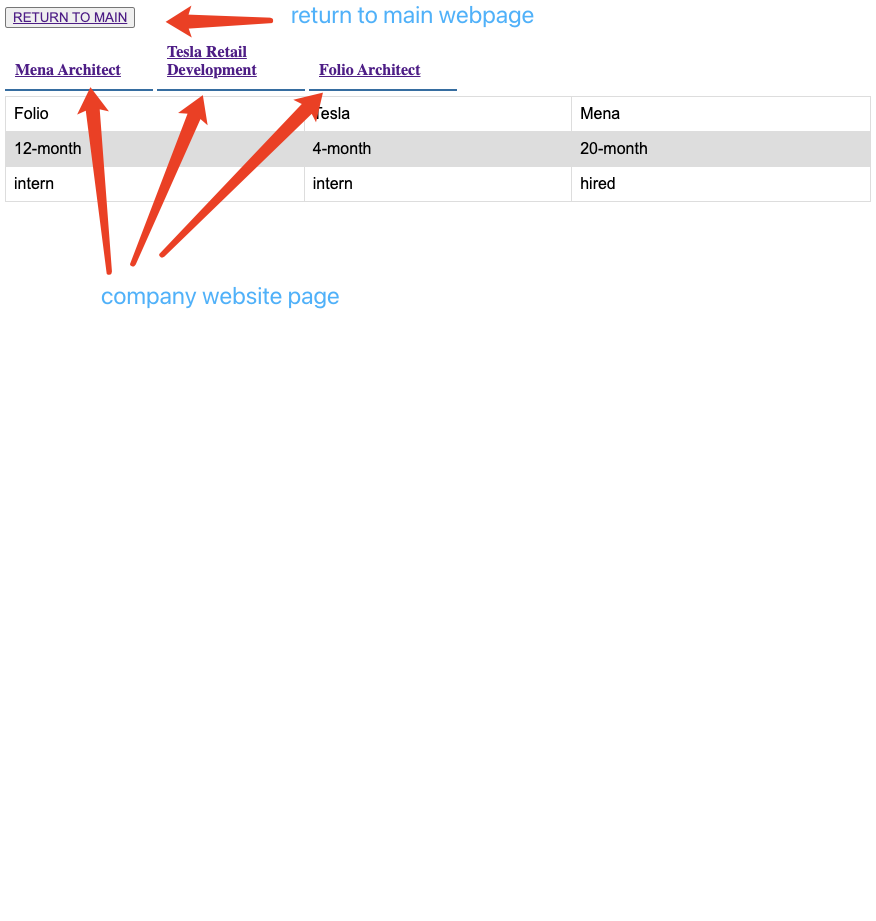 RETURN TO MAIN
return to main webpage
Mena Architect
Tesla Retail
Development
Folio Architect
Folio Tesla Mena
12-month 4-month 20-month
intern intern hired
company website page